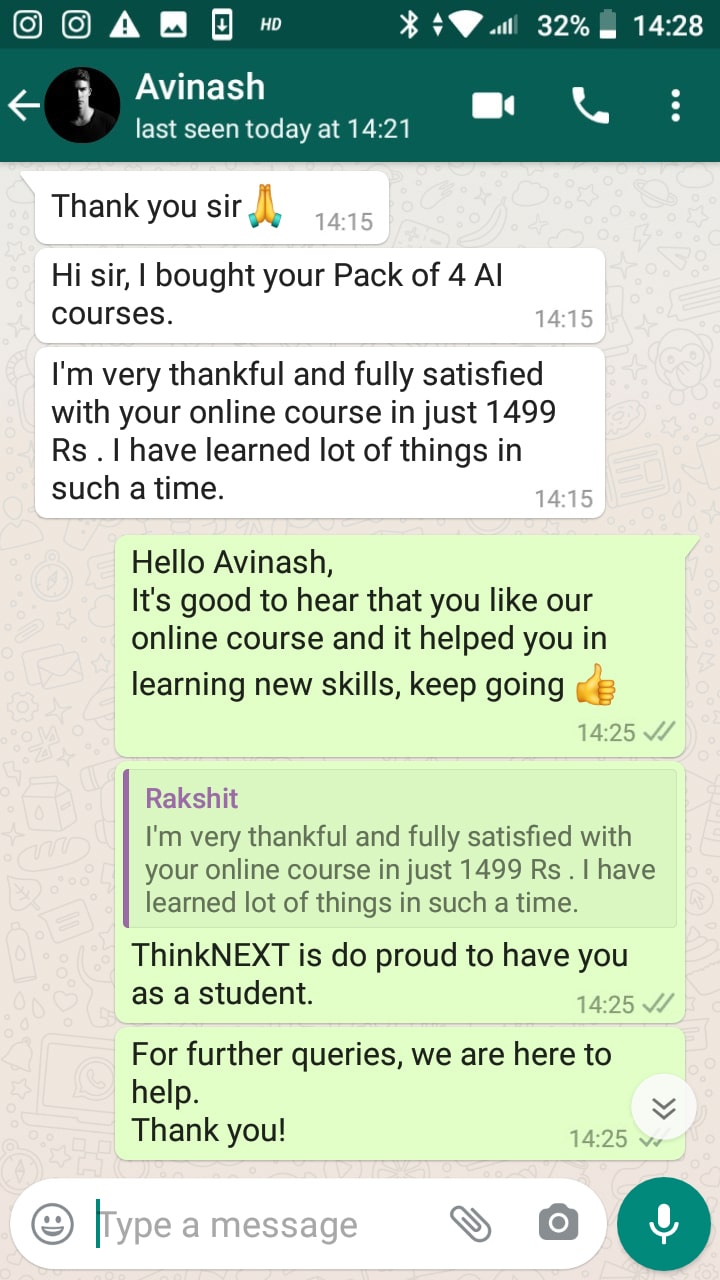 HD 32% 14:28
Avinash
last seen today at 14:21
Thank you sir🙏 14:15
Hi sir, I bought your Pack of 4 AI
courses. 14:15
I'm very thankful and fully satisfied
with your online course in just 1499
Rs . I have learned lot of things in
such a time. 14:15
Hello Avinash,
It's good to hear that you like our
online course and it helped you in
learning new skills, keep going 👍
14:25
Rakshit
I'm very thankful and fully satisfied with
your online course in just 1499 Rs . I have
learned lot of things in such a time.
ThinkNEXT is do proud to have you
as a student. 14:25
For further queries, we are here to
help.
Thank you! 14:25
Type a message